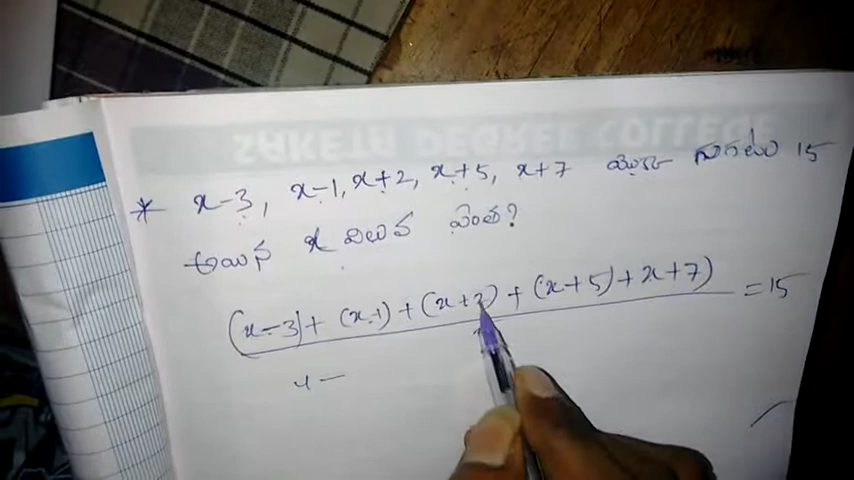 * x-3, x-1, x+2, x+5, x+7 యొక్క సగటు 15
అయిన x విలువ ఎంత?
(x-3)+ (x-1) + (x+2) + (x+5) + x+7) = 15